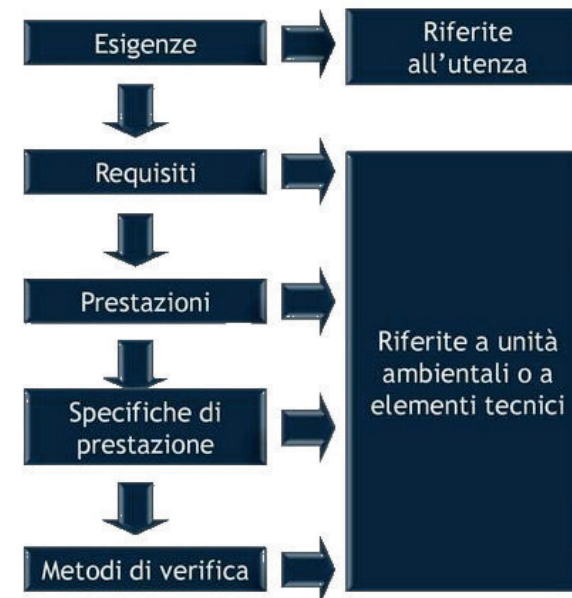 Esigenze
Riferite
all'utenza
Requisiti
Prestazioni
Riferite a unità
ambientali o a
elementi tecnici
Specifiche di
prestazione
Metodi di verifica